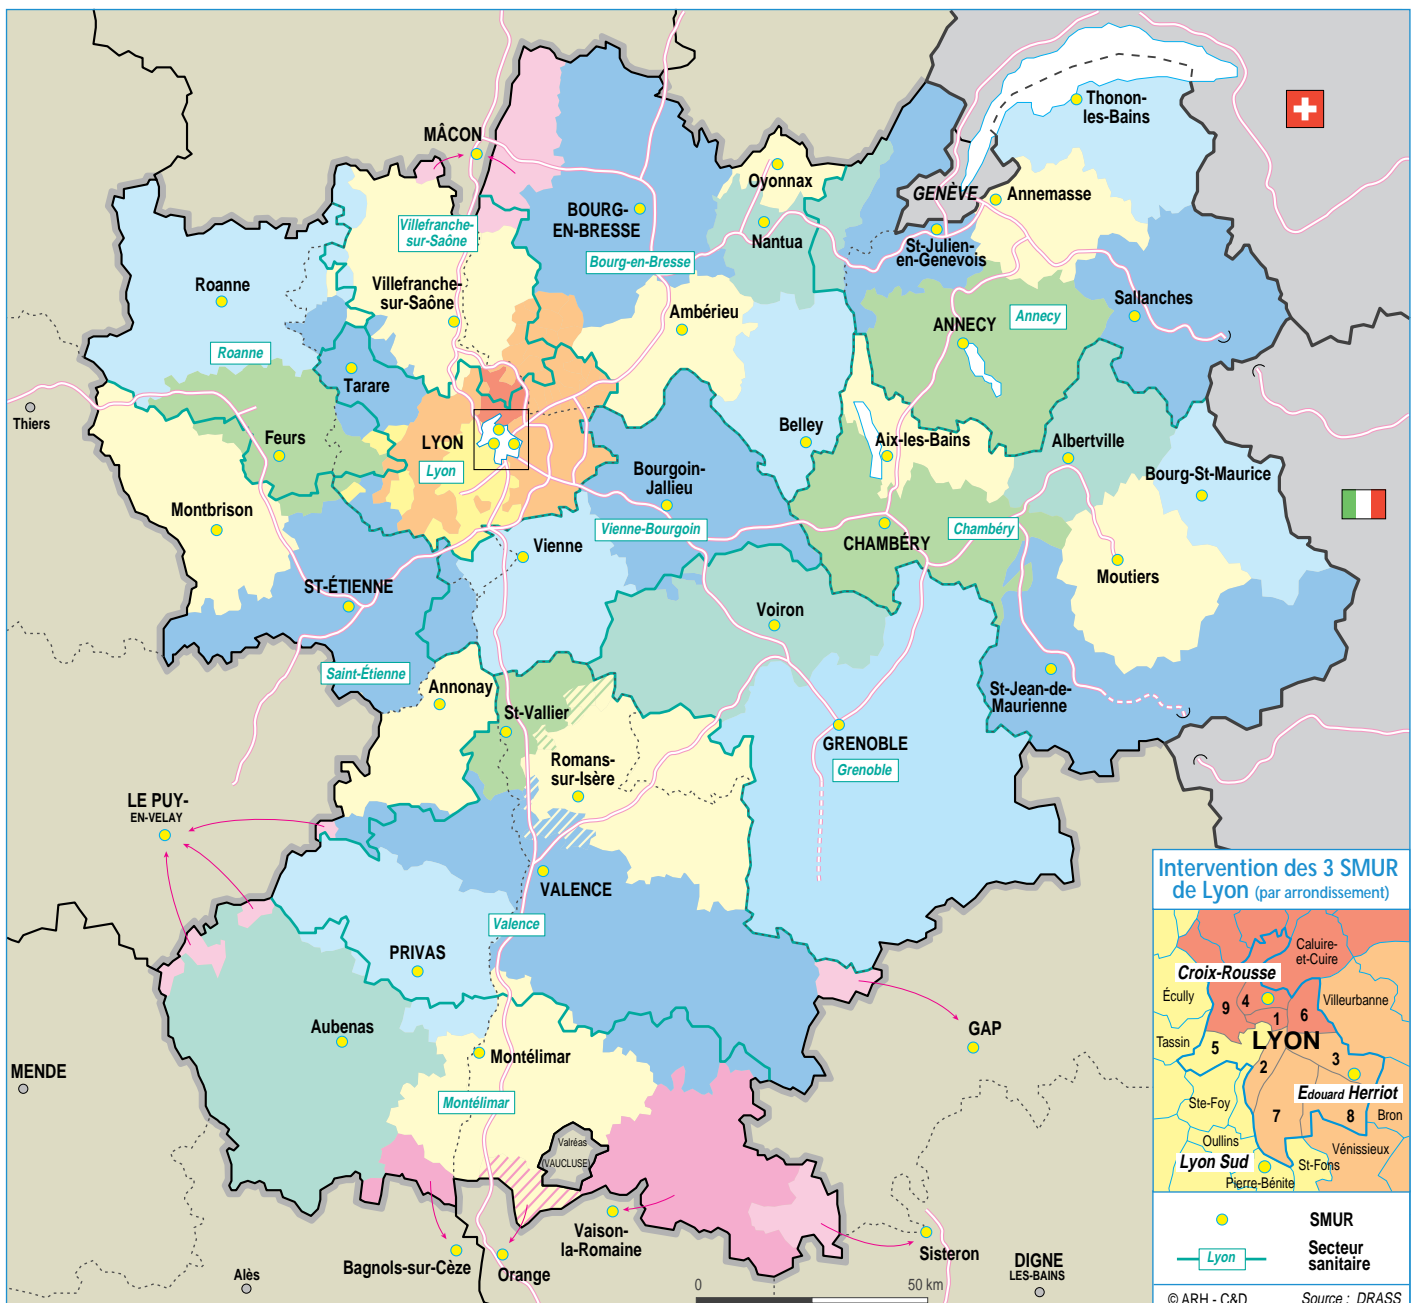 Thonon-
les-Bains
MÂCON
Oyonnax
GENÈVE
Annemasse
BOURG-
EN-BRESSE
Villefranche-
sur-Saône
Nantua
St-Julien-
en-Genevois
Bourg-en-Bresse
Roanne
Villefranche-
sur-Saône
Sallanches
Ambérieu
ANNECY
Annecy
Roanne
Tarare
Thiers
Feurs
LYON
Lyon
Belley
Aix-les-Bains
Albertville
Bourg-St-Maurice
Bourgoin-
Jallieu
Montbrison
Vienne-Bourgoin
Chambéry
CHAMBÉRY
Vienne
Moutiers
ST-ÉTIENNE
Voiron
Saint-Étienne
Annonay
St-Jean-de-
Maurienne
St-Vallier
GRENOBLE
Grenoble
Romans-
sur-Isère
LE PUY-
EN-VELAY
VALENCE
Valence
PRIVAS
Aubenas
Montélimar
GAP
MENDE
Montélimar
Valréas
(VAUCLUSE)
Vaison-
la-Romaine
Bagnols-sur-Cèze
Orange
Sisteron
DIGNE
LES-BAINS
Alès
0 50 km
Intervention des 3 SMUR
de Lyon (par arrondissement)
Caluire-
et-Cuire
Croix-Rousse
Écully
9
4
1
6
Villeurbanne
Tassin
5
LYON
2
3
Edouard Herriot
Ste-Foy
7
8
Bron
Oullins
Vénissieux
Lyon Sud
St-Fons
Pierre-Bénite
SMUR
Lyon
Secteur
sanitaire
© ARH - C&D Source : DRASS